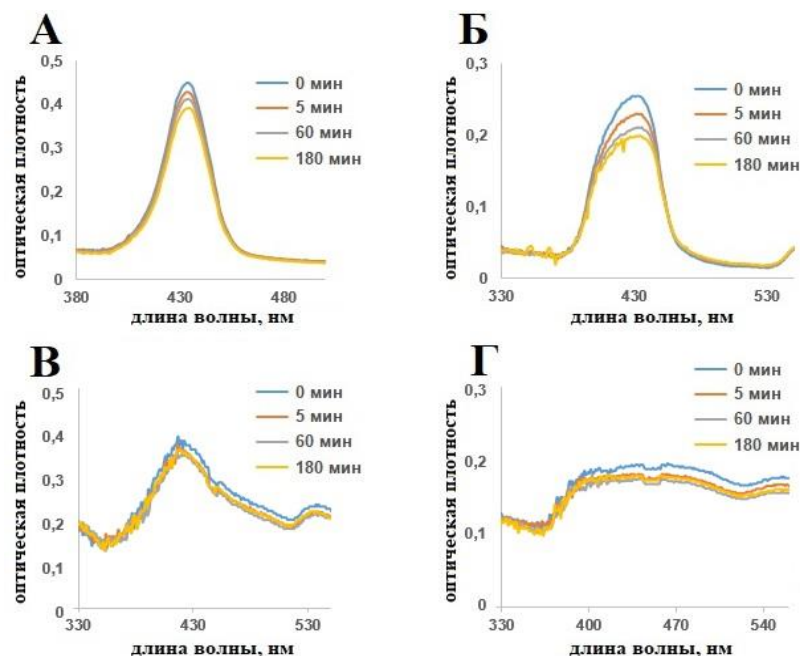 А
оптическая плотность
0,5
0,4
0,3
0,2
0,1
0
380
430
480
длина волны, нм
0 мин
5 мин
60 мин
180 мин
Б
оптическая плотность
0,3
0,2
0,1
0
330
430
530
длина волны, нм
0 мин
5 мин
60 мин
180 мин
В
оптическая плотность
0,5
0,4
0,3
0,2
0,1
0
330
430
530
длина волны, нм
0 мин
5 мин
60 мин
180 мин
Г
оптическая плотность
0,3
0,2
0,1
0
330
400
470
540
длина волны, нм
0 мин
5 мин
60 мин
180 мин